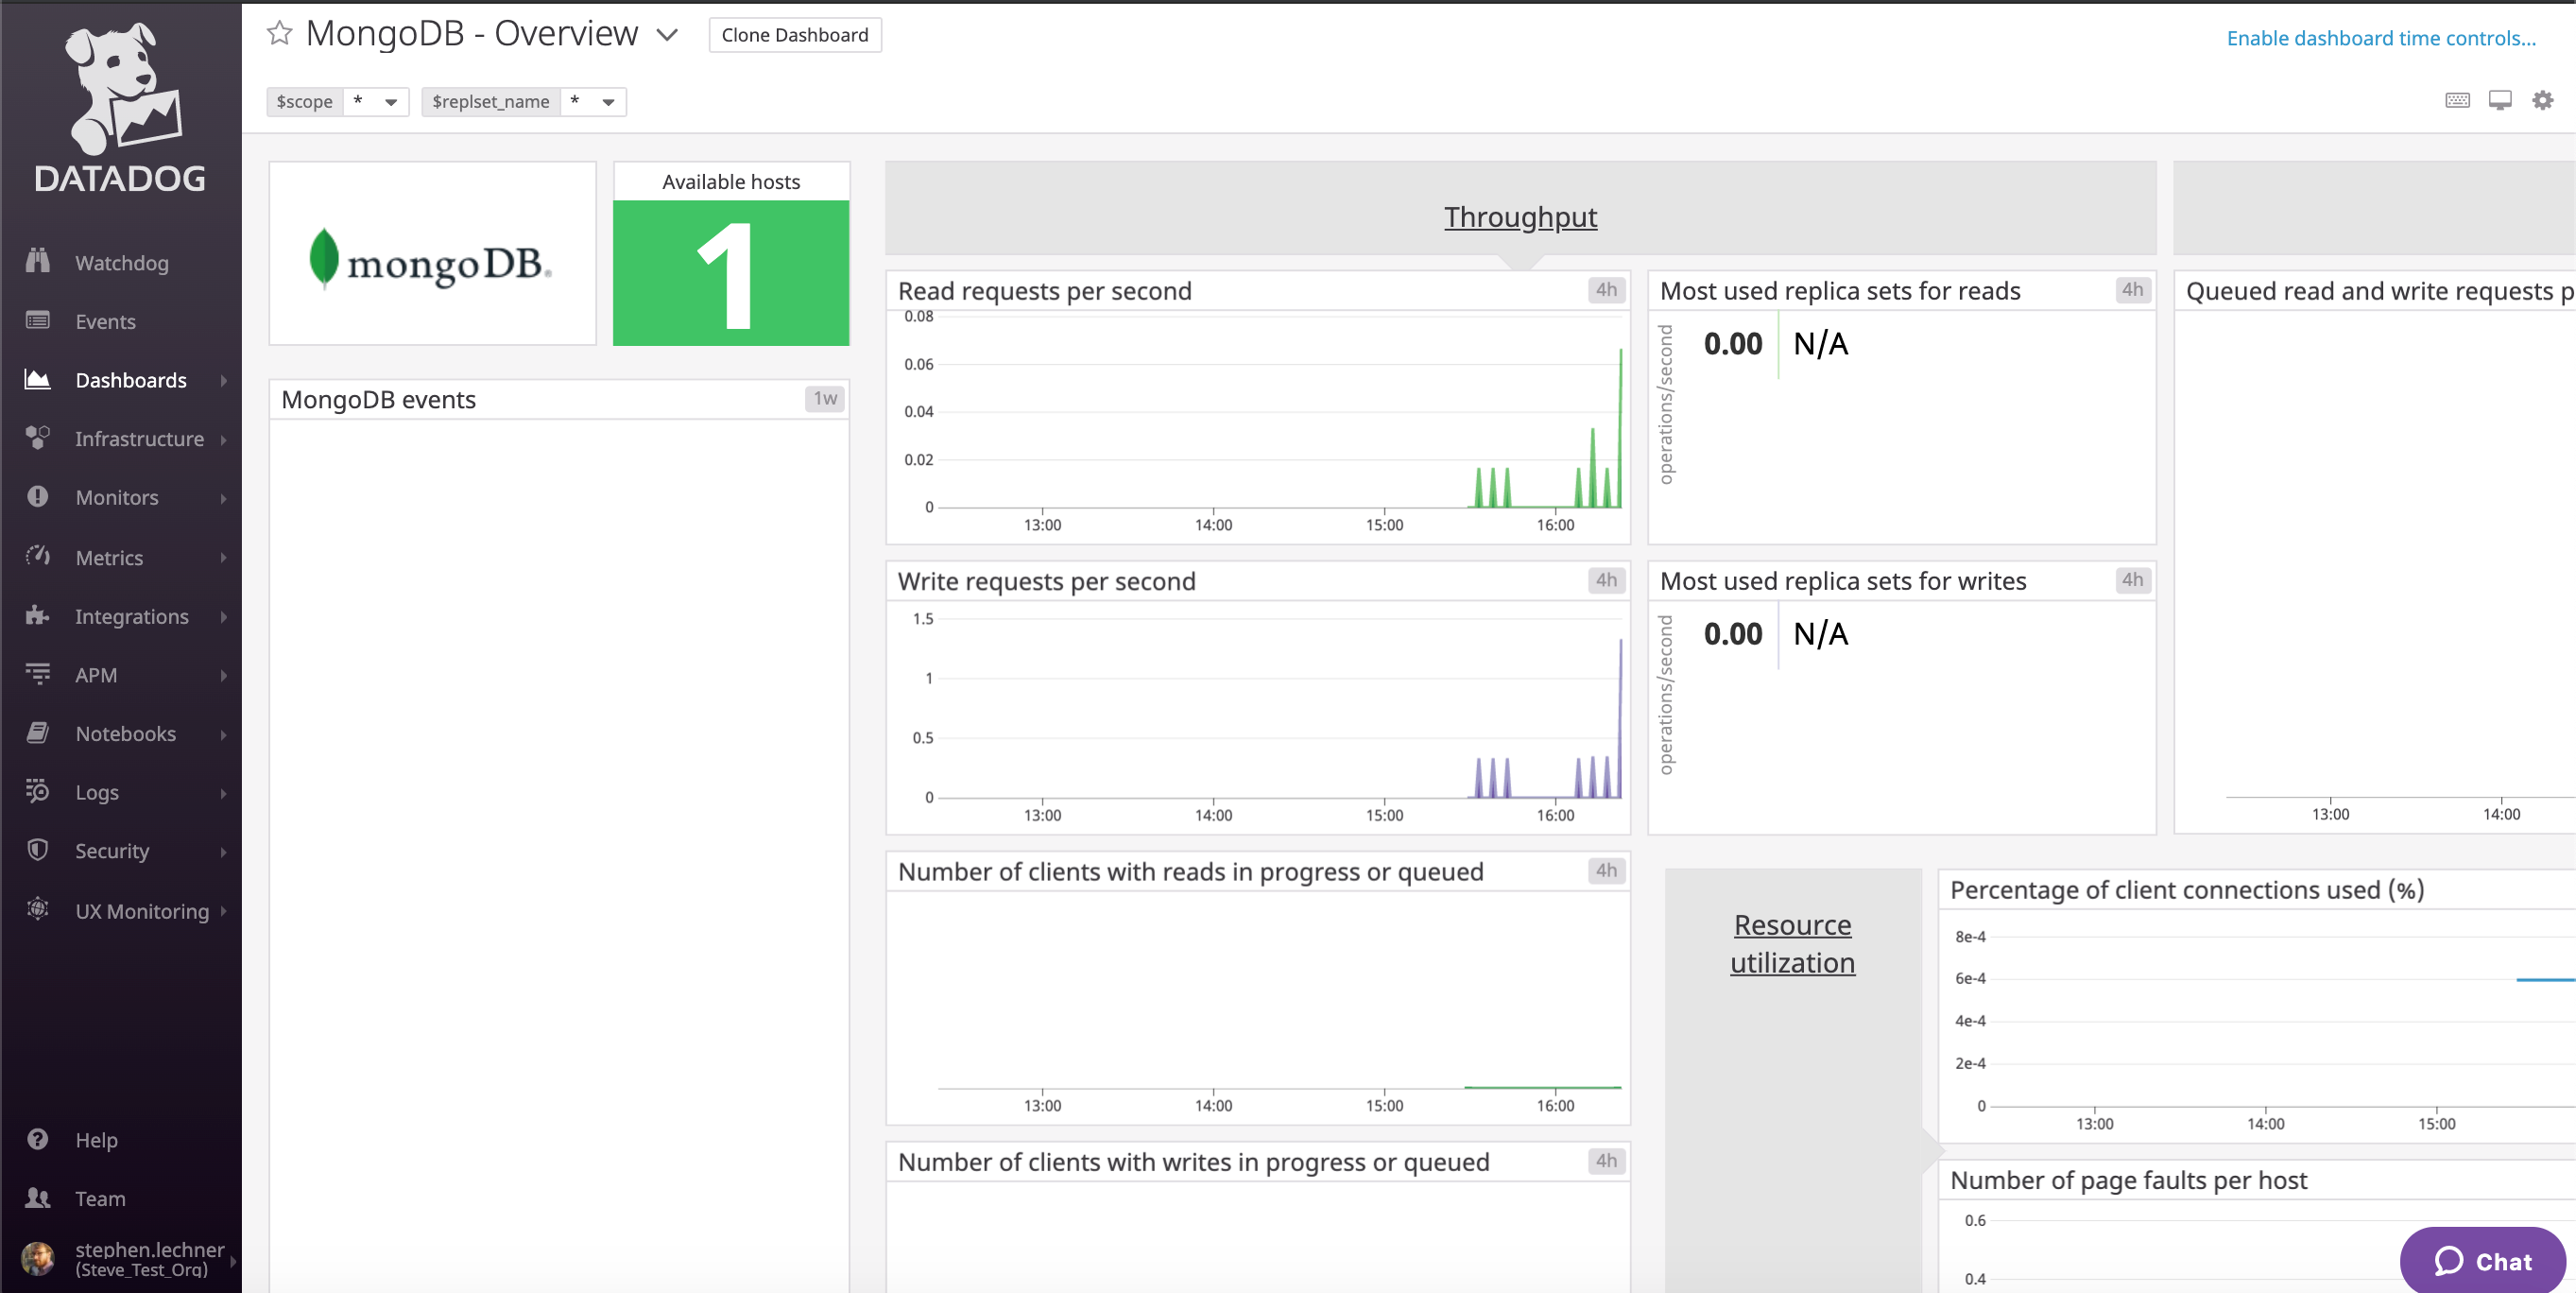 DATADOG
Watchdog
Events
Dashboards
Infrastructure
Monitors
Metrics
Integrations
APM
Notebooks
Logs
Security
UX Monitoring
Help
Team
stephen.lechner
(Steve_Test_Org)
MongoDB - Overview
Clone Dashboard
Enable dashboard time controls...
$scope * $replset_name *
mongoDB®
Available hosts
1
MongoDB events 1w
Throughput
Read requests per second 4h
0.08
0.06
0.04
0.02
0
13:00 14:00 15:00 16:00
Most used replica sets for reads 4h
operations/second
0.00 N/A
Write requests per second 4h
1.5
1
0.5
0
13:00 14:00 15:00 16:00
Most used replica sets for writes 4h
operations/second
0.00 N/A
Queued read and write requests p
13:00 14:00
Number of clients with reads in progress or queued 4h
13:00 14:00 15:00 16:00
Number of clients with writes in progress or queued 4h
Resource
utilization
Percentage of client connections used (%)
8e-4
6e-4
4e-4
2e-4
0
13:00 14:00 15:00
Number of page faults per host
0.6
0.4
Chat